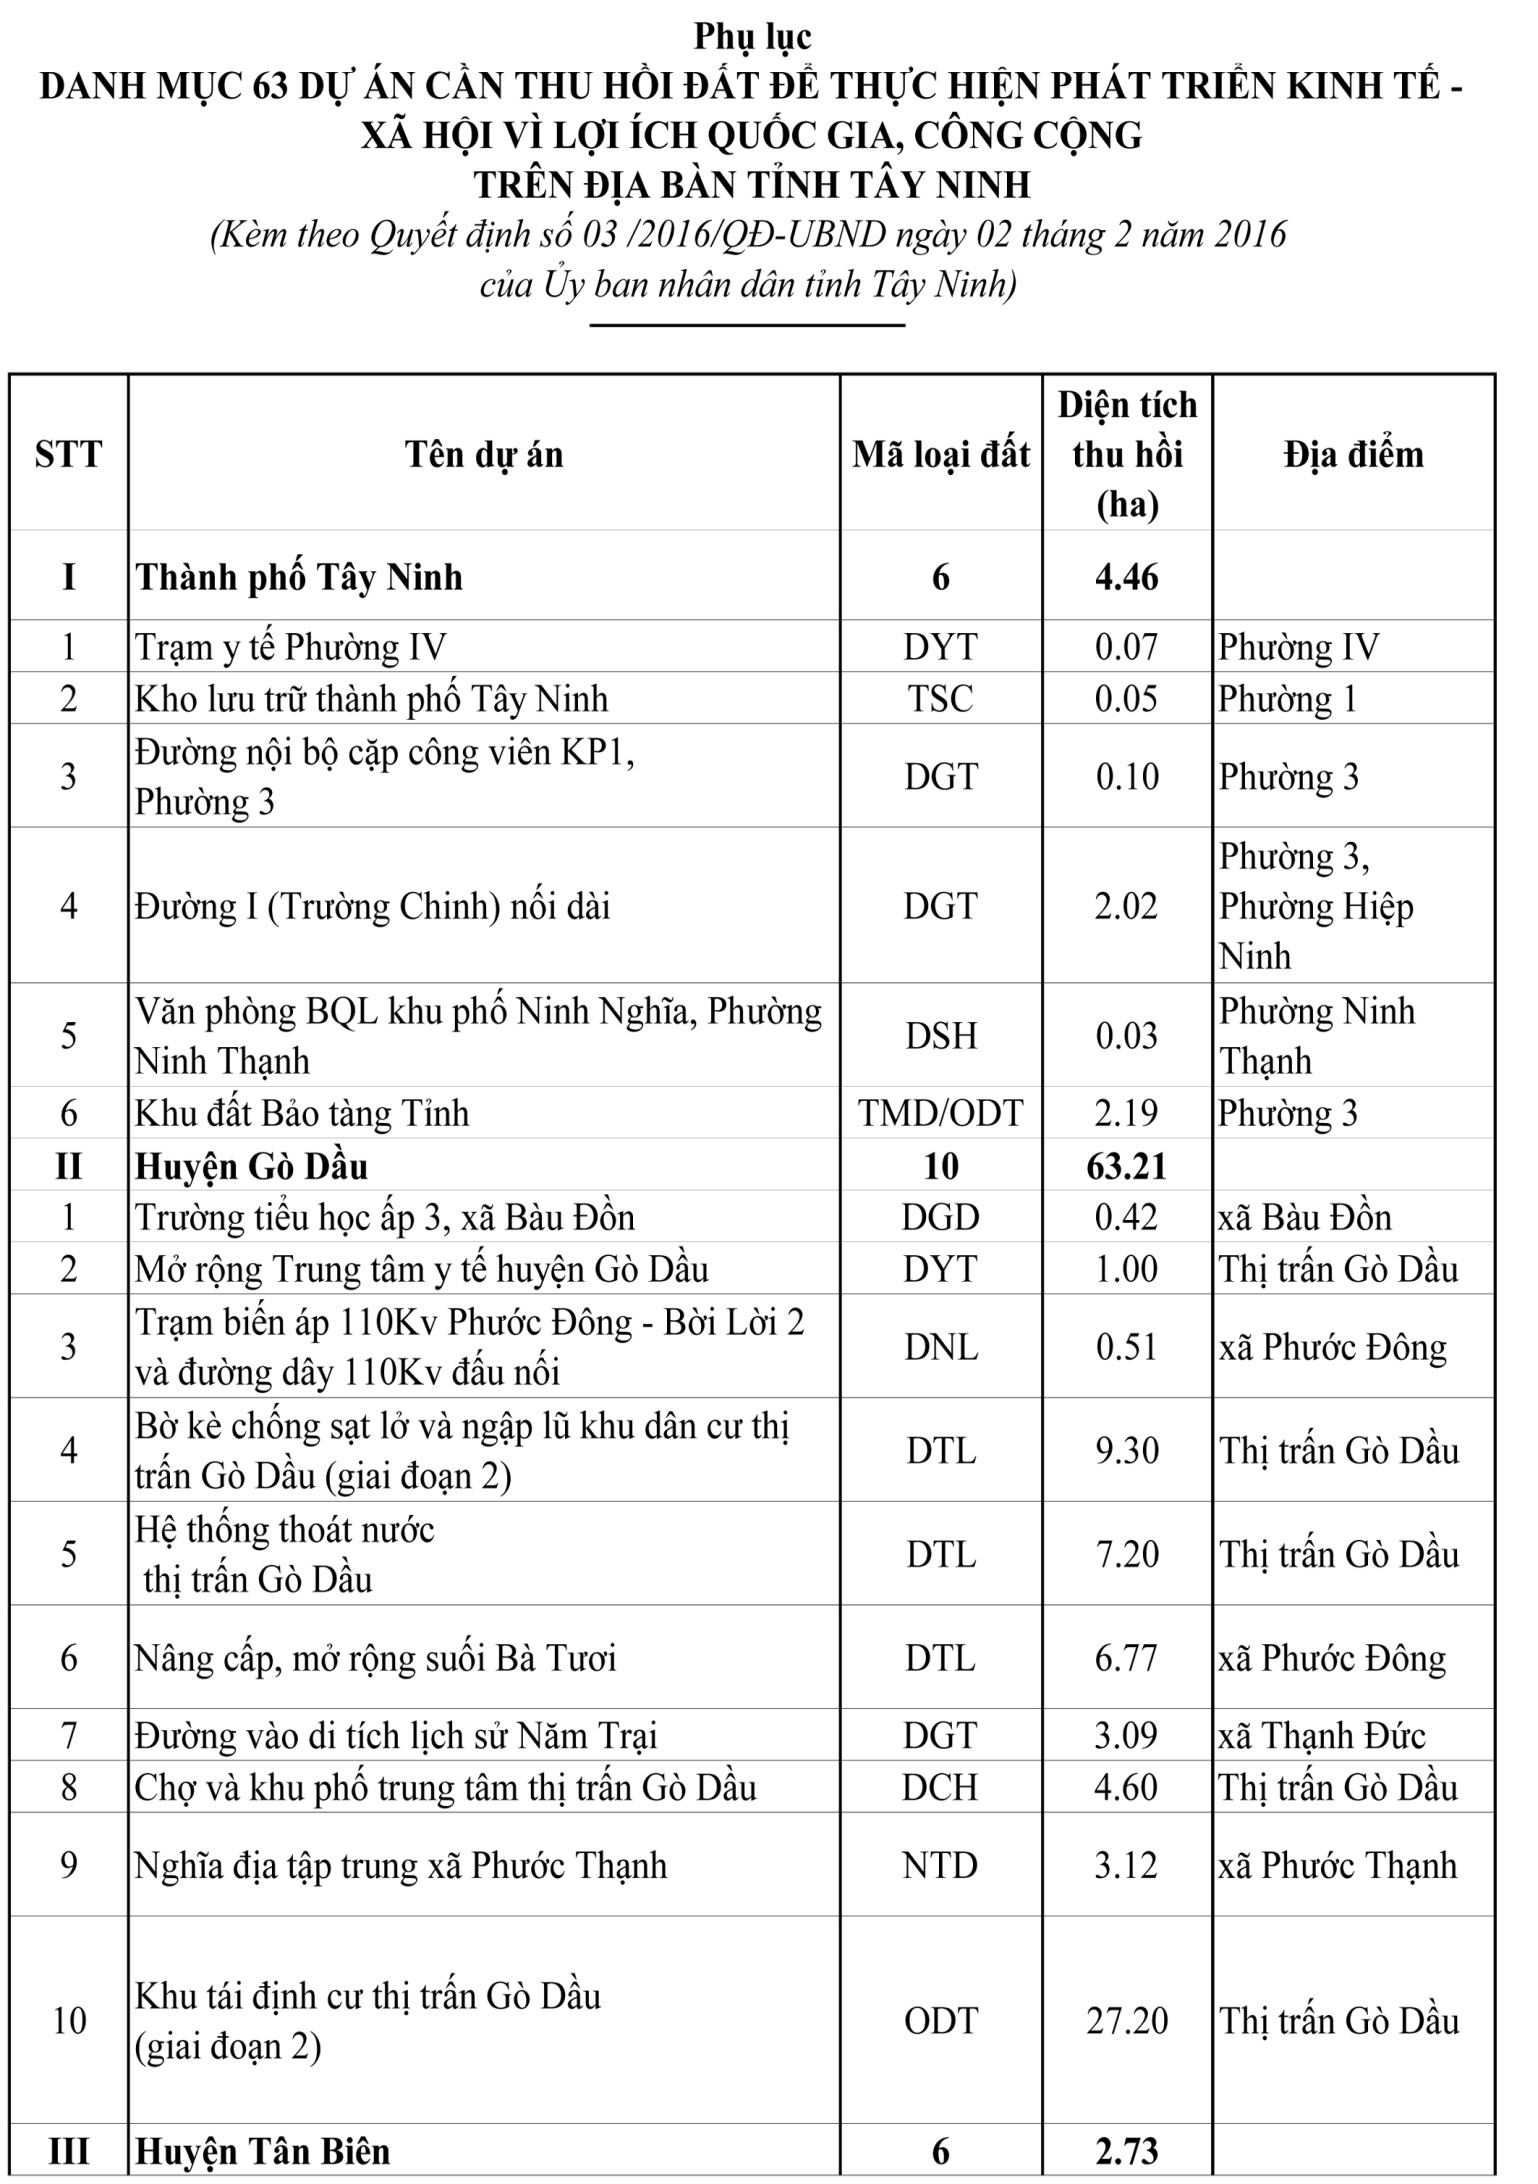 Phụ lục
DANH MỤC 63 DỰ ÁN CẦN THU HỒI ĐẤT ĐỂ THỰC HIỆN PHÁT TRIỂN KINH TẾ -
XÃ HỘI VÌ LỢI ÍCH QUỐC GIA, CÔNG CỘNG
TRÊN ĐỊA BÀN TỈNH TÂY NINH
(Kèm theo Quyết định số 03 /2016/QĐ-UBND ngày 02 tháng 2 năm 2016
của Ủy ban nhân dân tỉnh Tây Ninh)
STT Tên dự án Mã loại đất Diện tích
thu hồi
(ha) Địa điểm
I Thành phố Tây Ninh 6 4.46
1 Trạm y tế Phường IV DYT 0.07 Phường IV
2 Kho lưu trữ thành phố Tây Ninh TSC 0.05 Phường 1
3 Đường nội bộ cặp công viên KP1,
Phường 3 DGT 0.10 Phường 3
4 Đường I (Trường Chinh) nối dài DGT 2.02 Phường 3,
Phường Hiệp
Ninh
5 Văn phòng BQL khu phố Ninh Nghĩa, Phường
Ninh Thạnh DSH 0.03 Phường Ninh
Thạnh
6 Khu đất Bảo tàng Tỉnh TMD/ODT 2.19 Phường 3
II Huyện Gò Dầu 10 63.21
1 Trường tiểu học ấp 3, xã Bàu Đồn DGD 0.42 xã Bàu Đồn
2 Mở rộng Trung tâm y tế huyện Gò Dầu DYT 1.00 Thị trấn Gò Dầu
3 Trạm biến áp 110Kv Phước Đông - Bời Lời 2
và đường dây 110Kv đấu nối DNL 0.51 xã Phước Đông
4 Bờ kè chống sạt lở và ngập lũ khu dân cư thị
trấn Gò Dầu (giai đoạn 2) DTL 9.30 Thị trấn Gò Dầu
5 Hệ thống thoát nước
thị trấn Gò Dầu DTL 7.20 Thị trấn Gò Dầu
6 Nâng cấp, mở rộng suối Bà Tươi DTL 6.77 xã Phước Đông
7 Đường vào di tích lịch sử Năm Trại DGT 3.09 xã Thạnh Đức
8 Chợ và khu phố trung tâm thị trấn Gò Dầu DCH 4.60 Thị trấn Gò Dầu
9 Nghĩa địa tập trung xã Phước Thạnh NTD 3.12 xã Phước Thạnh
10 Khu tái định cư thị trấn Gò Dầu
(giai đoạn 2) ODT 27.20 Thị trấn Gò Dầu
III Huyện Tân Biên 6 2.73